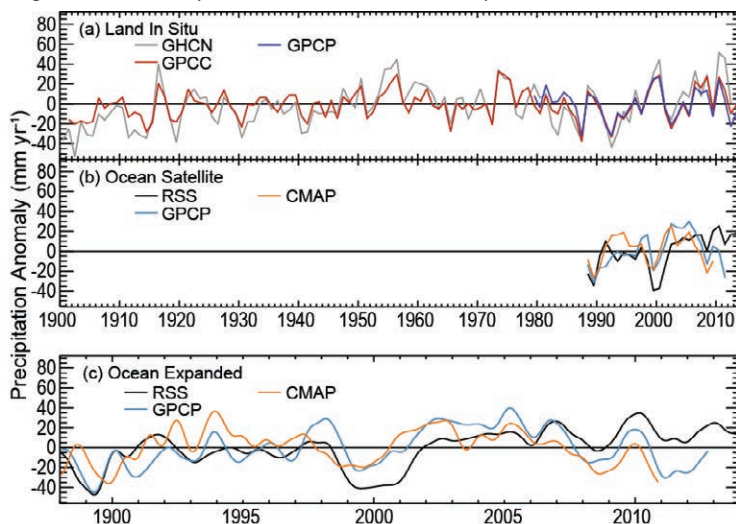 (a) Land In Situ
GHCN GPCP
GPCC
80
60
40
20
0
-20
-40
(b) Ocean Satellite
RSS CMAP
GPCP
80
60
40
20
0
-20
-40
1900 1910 1920 1930 1940 1950 1960 1970 1980 1990 2000 2010
(c) Ocean Expanded
RSS CMAP
GPCP
80
60
40
20
0
-20
-40
1900 1995 2000 2005 2010
Precipitation Anomaly (mm yr⁻¹)